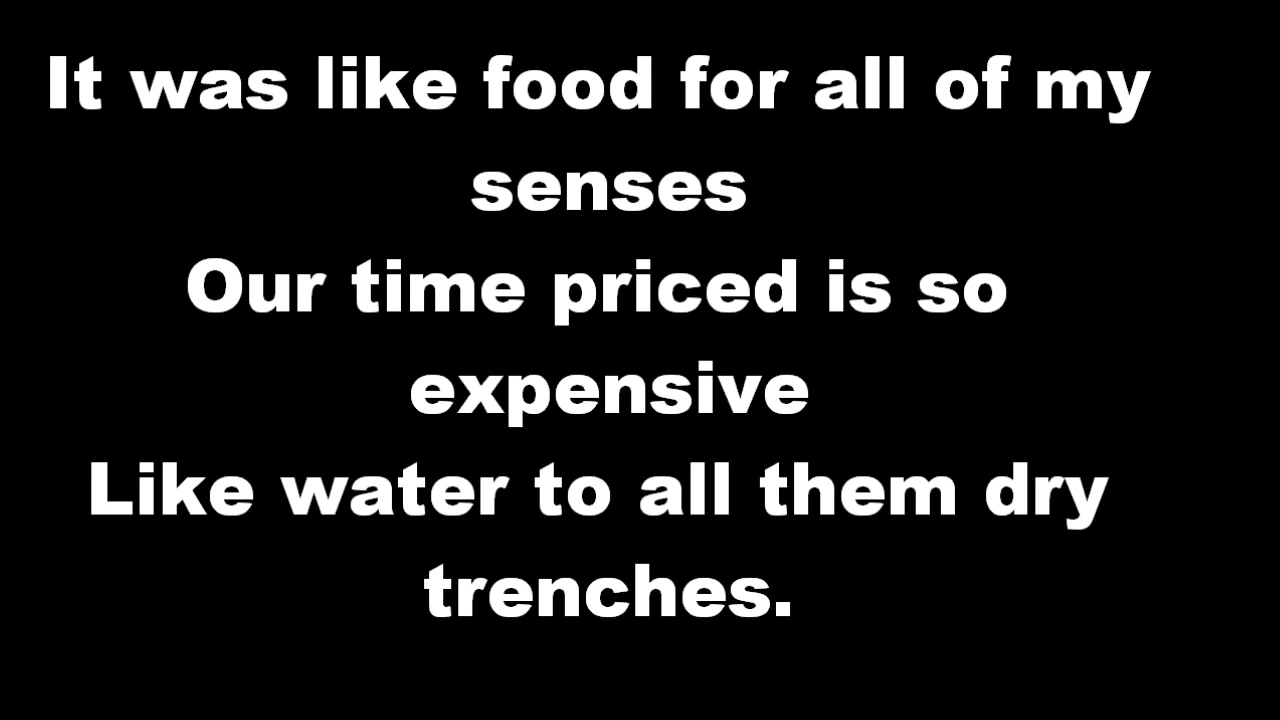 It was like food for all of my
senses
Our time priced is so
expensive
Like water to all them dry
trenches.